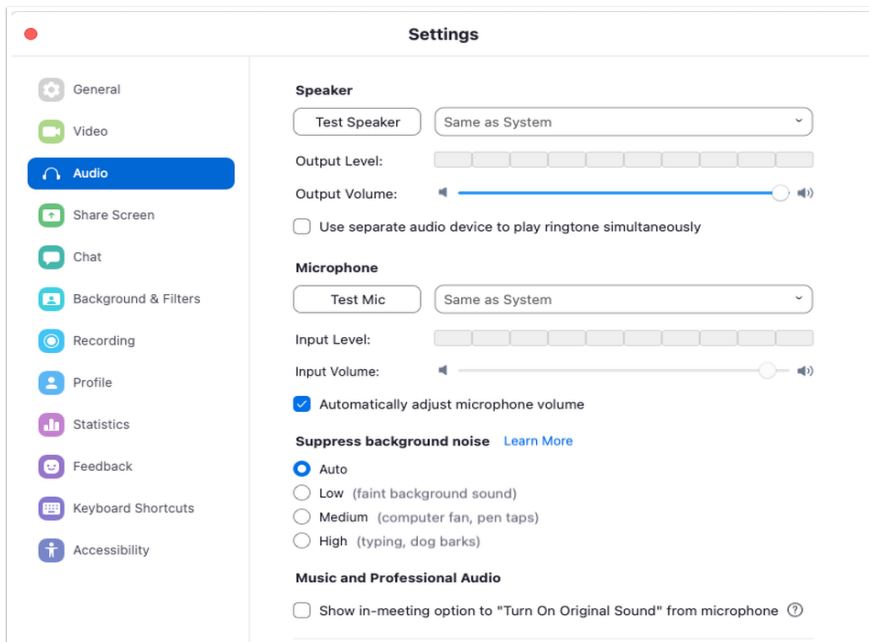 Settings
General
Video
Audio
Share Screen
Chat
Background & Filters
Recording
Profile
Statistics
Feedback
Keyboard Shortcuts
Accessibility
Speaker
Test Speaker Same as System
Output Level:
Output Volume:
Use separate audio device to play ringtone simultaneously
Microphone
Test Mic Same as System
Input Level:
Input Volume:
Automatically adjust microphone volume
Suppress background noise Learn More
Auto
Low (faint background sound)
Medium (computer fan, pen taps)
High (typing, dog barks)
Music and Professional Audio
Show in-meeting option to "Turn On Original Sound" from microphone ?